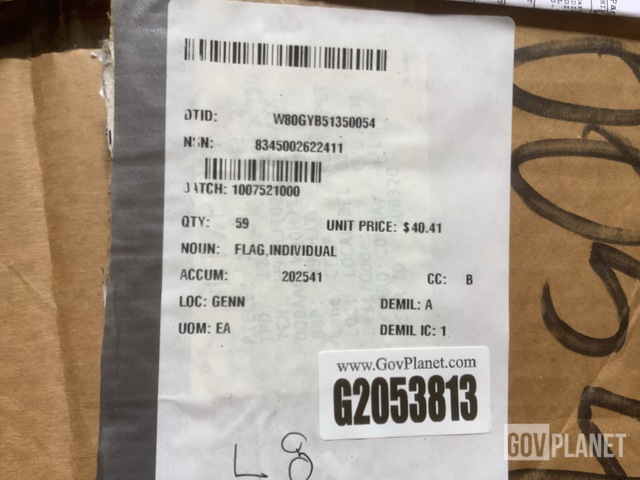 DTID: W80GYB51350054
NSN: 8345002622411
BATCH: 1007521000
QTY: 59 UNIT PRICE: $40.41
NOUN: FLAG,INDIVIDUAL
ACCUM: 202541 CC: B
LOC: GENN DEMIL: A
UOM: EA DEMIL IC: 1
www.GovPlanet.com
G2053813
L 8
GOVPLANET